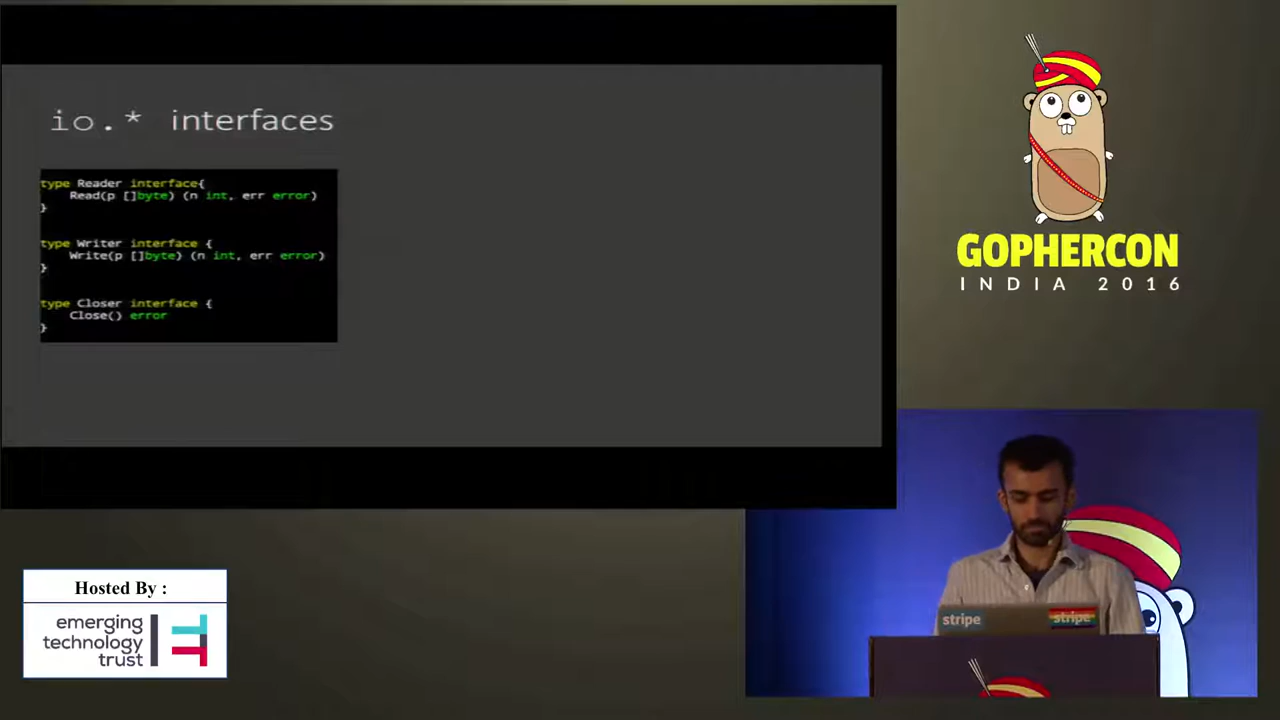 io.* interfaces
type Reader interface{
Read(p []byte) (n int, err error)
}
type Writer interface {
Write(p []byte) (n int, err error)
}
type Closer interface {
Close() error
}
GOPHERCON
INDIA 2016
stripe
stripe
Hosted By :
emerging
technology
trust